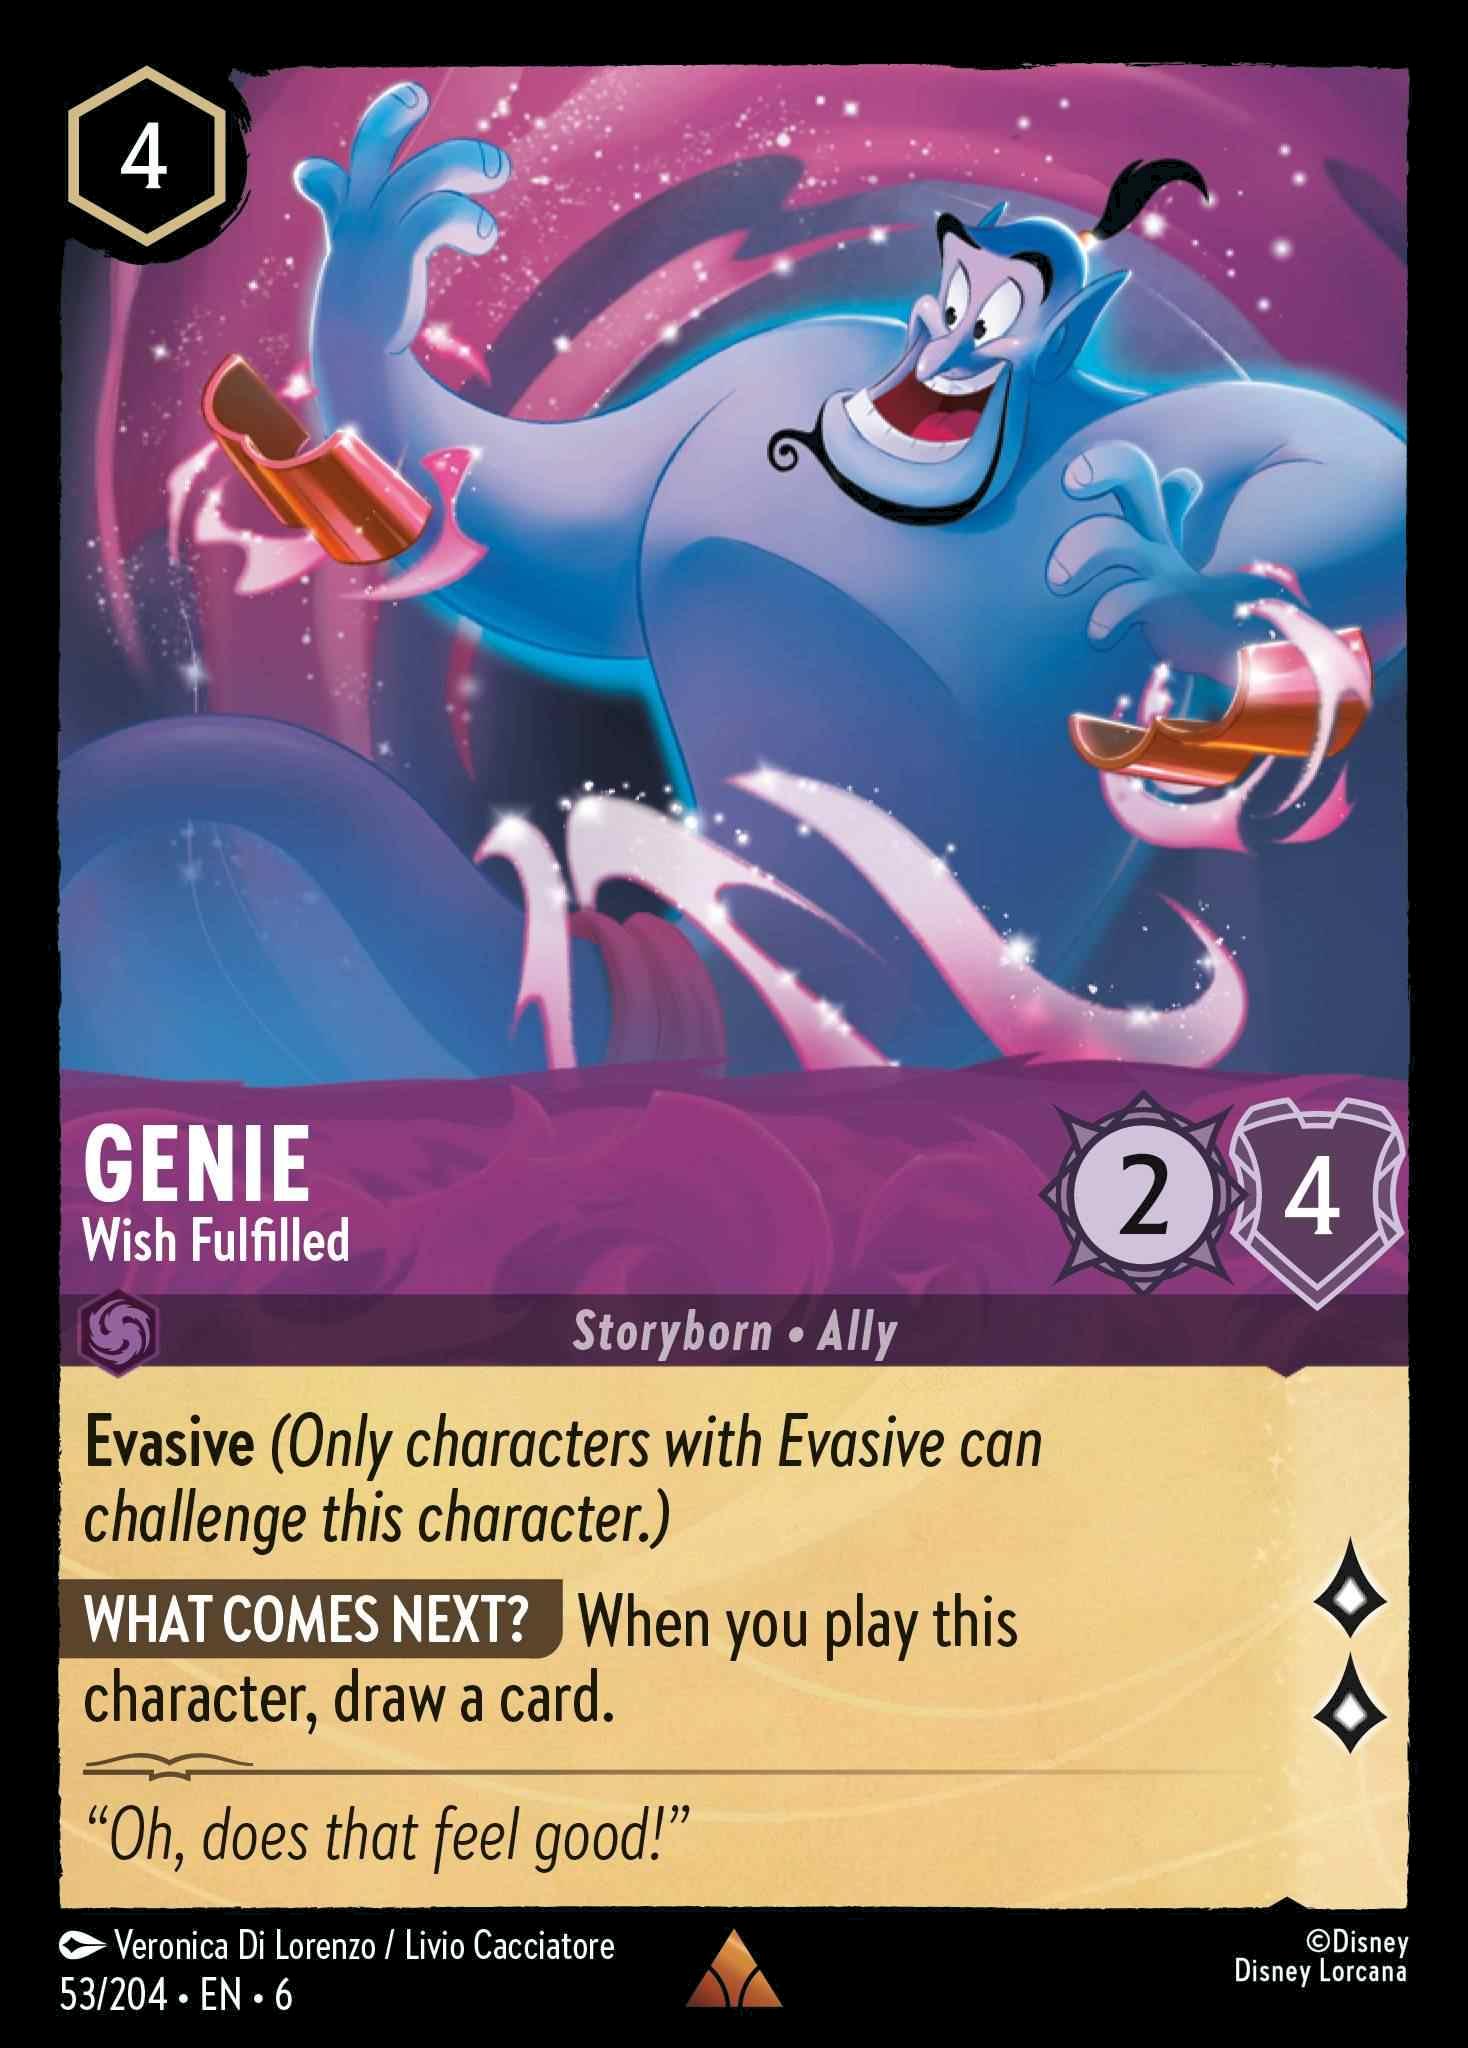 4
GENIE
Wish Fulfilled
2
4
Storyborn • Ally
Evasive (Only characters with Evasive can
challenge this character.)
WHAT COMES NEXT? When you play this
character, draw a card.
“Oh, does that feel good!”
Veronica Di Lorenzo / Livio Cacciatore
53/204 • EN • 6
©Disney
Disney Lorcana